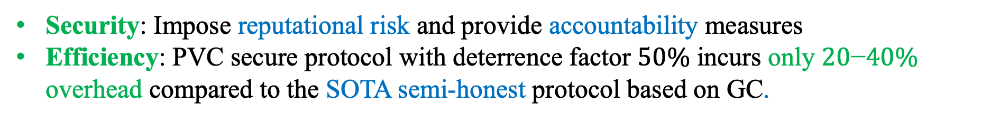 • Security: Impose reputational risk and provide accountability measures
• Efficiency: PVC secure protocol with deterrence factor 50% incurs only 20−40%
overhead compared to the SOTA semi-honest protocol based on GC.